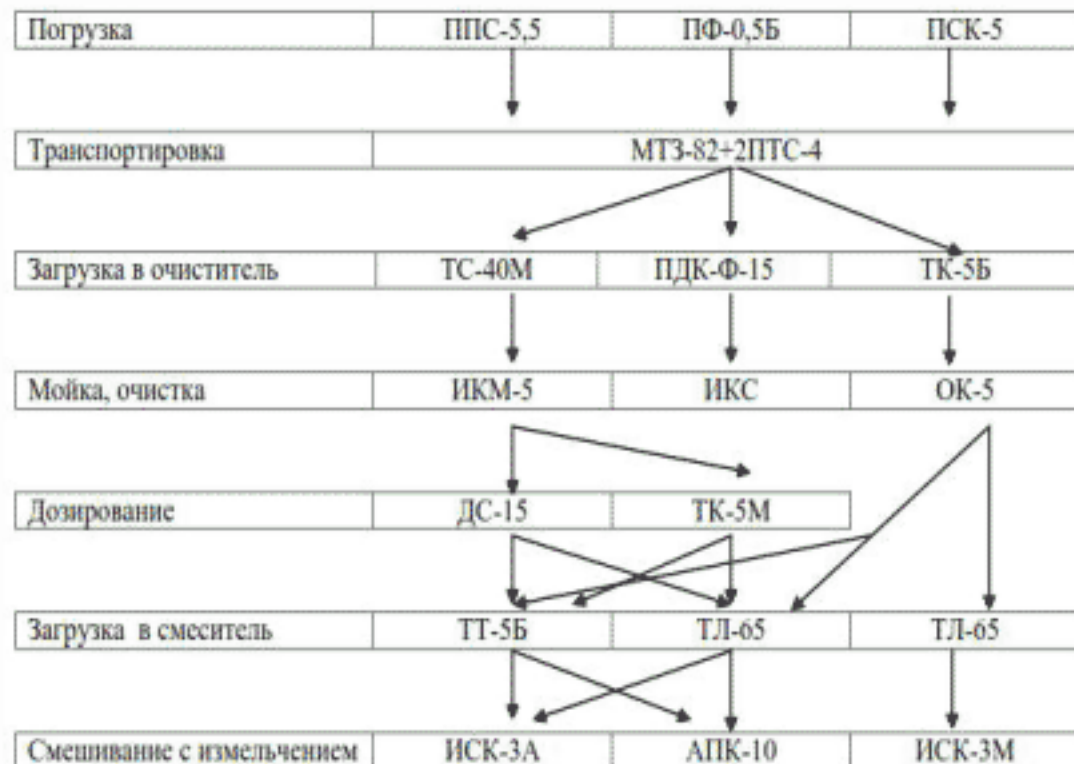 Погрузка ППС-5,5 ПФ-0,5Б ПСК-5
Транспортировка МТЗ-82+2ПТС-4
Загрузка в очиститель ТС-40М ПДК-Ф-15 ТК-5Б
Мойка, очистка ИКМ-5 ИКС ОК-5
Дозирование ДС-15 ТК-5М
Загрузка в смеситель ТТ-5Б ТЛ-65 ТЛ-65
Смешивание с измельчением ИСК-3А АПК-10 ИСК-3М